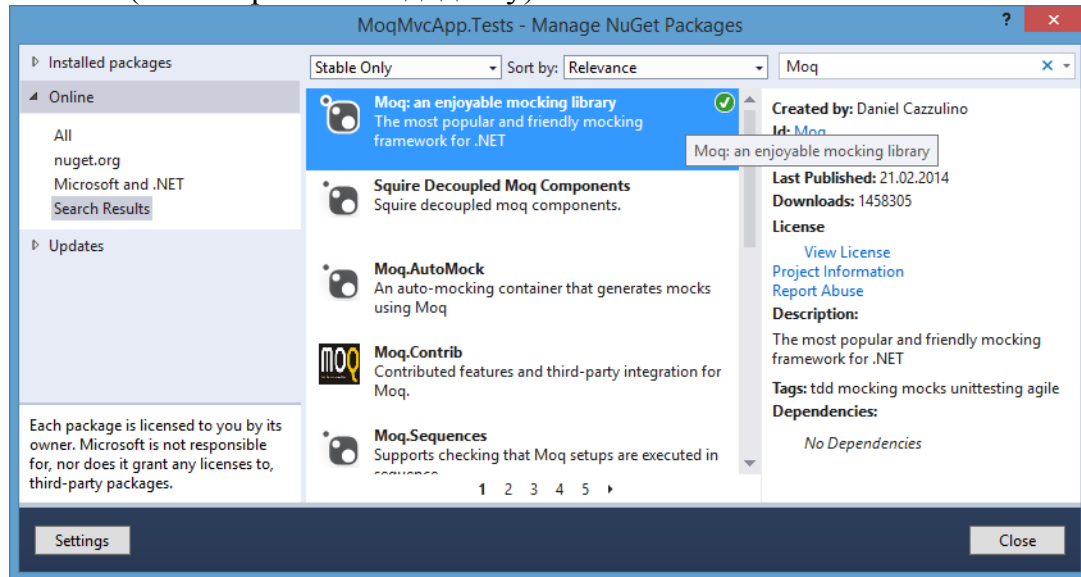 MoqMvcApp.Tests - Manage NuGet Packages
? ×
Installed packages
Online
All
nuget.org
Microsoft and .NET
Search Results
Updates
Each package is licensed to you by its
owner. Microsoft is not responsible
for, nor does it grant any licenses to,
third-party packages.
Stable Only
Sort by: Relevance
Moq: an enjoyable mocking library
The most popular and friendly mocking
framework for .NET
Squire Decoupled Moq Components
Squire decoupled moq components.
Moq.AutoMock
An auto-mocking container that generates mocks
using Moq
moq
Moq.Contrib
Contributed features and third-party integration for
Moq.
Moq.Sequences
Supports checking that Moq setups are executed in
1 2 3 4 5
Moq
Created by: Daniel Cazzulino
Id: Moq
Moq: an enjoyable mocking library
Last Published: 21.02.2014
Downloads: 1458305
License
View License
Project Information
Report Abuse
Description:
The most popular and friendly mocking
framework for .NET
Tags: tdd mocking mocks unittesting agile
Dependencies:
No Dependencies
Settings
Close